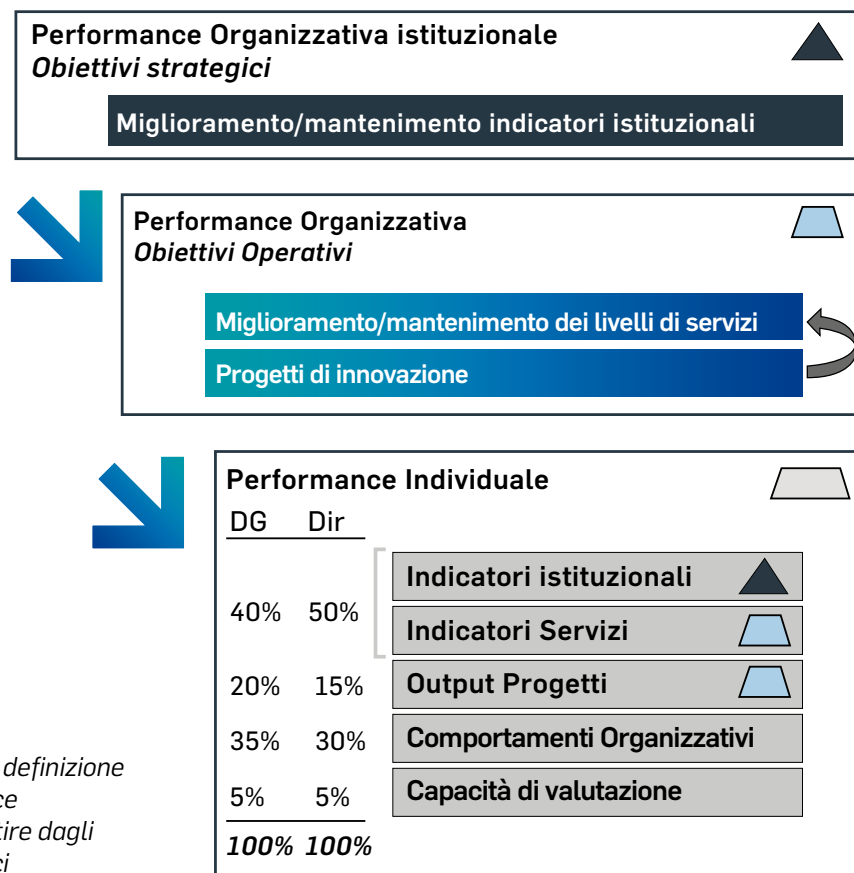 Performance Organizzativa istituzionale
Obiettivi strategici
Miglioramento/mantenimento indicatori istituzionali
Performance Organizzativa
Obiettivi Operativi
Miglioramento/mantenimento dei livelli di servizi
Progetti di innovazione
Performance Individuale
DG Dir
Indicatori istituzionali
40% 50%
Indicatori Servizi
20% 15% Output Progetti
35% 30% Comportamenti Organizzativi
5% 5% Capacità di valutazione
100% 100%
definizione
ce
tire dagli
ci